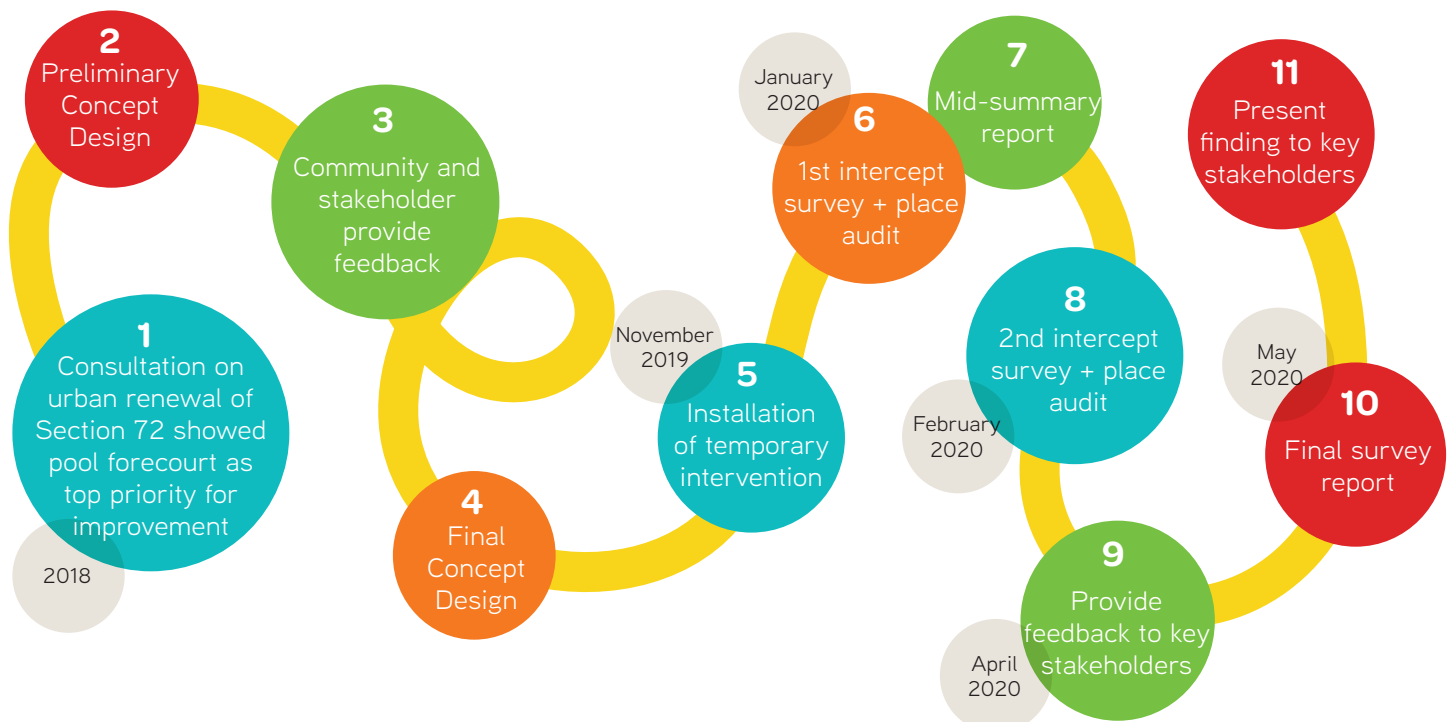 1
Consultation on
urban renewal of
Section 72 showed
pool forecourt as
top priority for
improvement
2018
2
Preliminary
Concept
Design
3
Community and
stakeholder
provide
feedback
4
Final
Concept
Design
November
2019
5
Installation
of temporary
intervention
January
2020
6
1st intercept
survey + place
audit
7
Mid-summary
report
8
2nd intercept
survey + place
audit
February
2020
9
Provide
feedback to key
stakeholders
April
2020
May
2020
10
Final survey
report
11
Present
finding to key
stakeholders